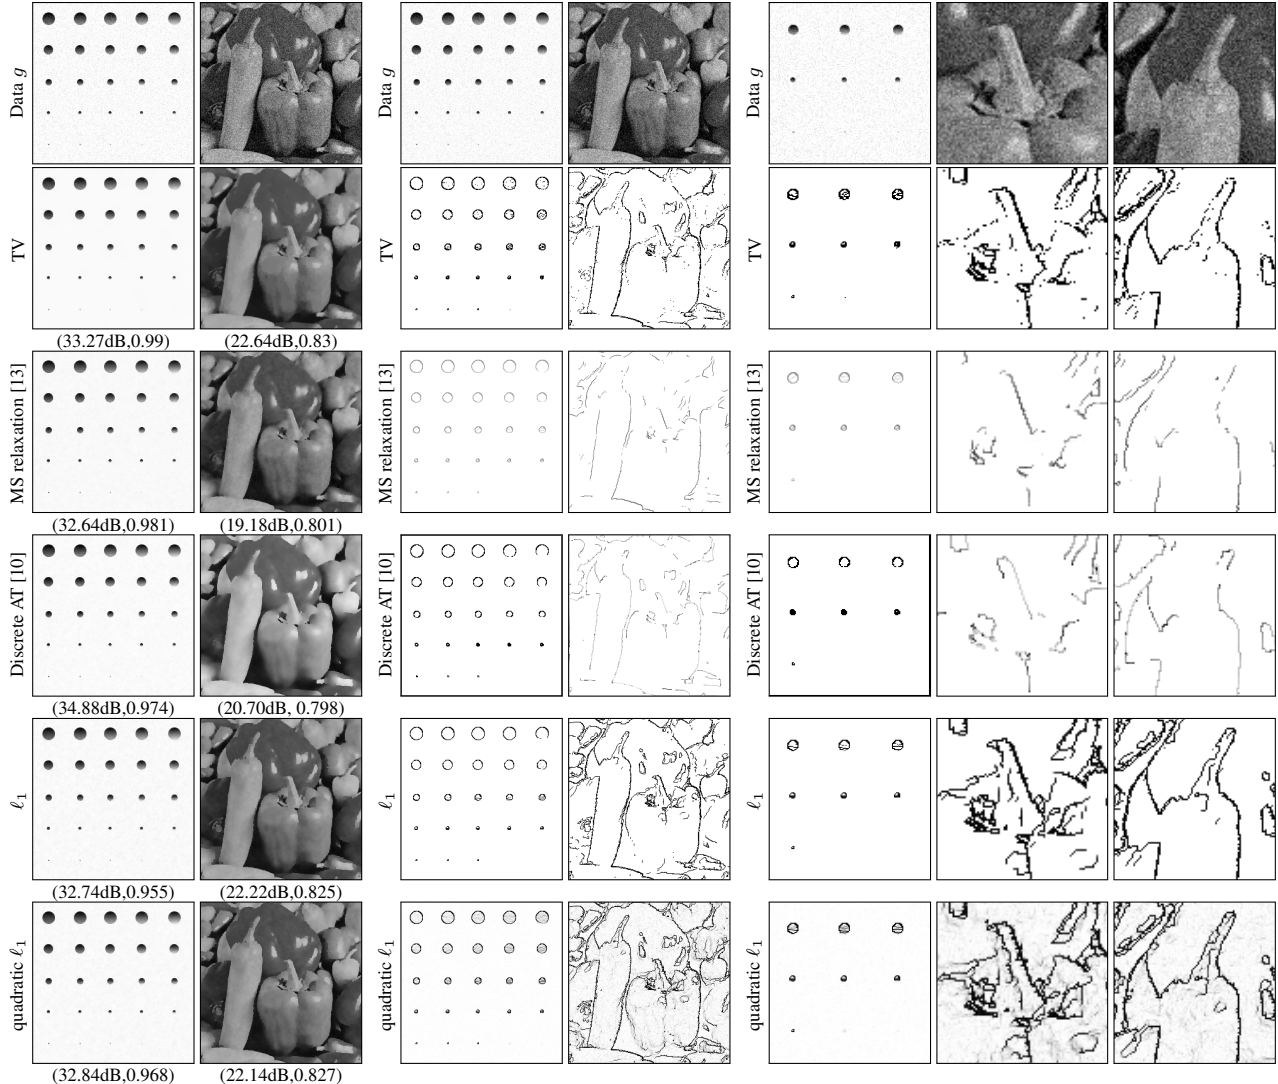 Data g
Data g
Data g
TV
TV
TV
(33.27dB,0.99) (22.64dB,0.83)
MS relaxation [13]
MS relaxation [13]
MS relaxation [13]
(32.64dB,0.981) (19.18dB,0.801)
Discrete AT [10]
Discrete AT [10]
Discrete AT [10]
(34.88dB,0.974) (20.70dB, 0.798)
ℓ₁
ℓ₁
ℓ₁
(32.74dB,0.955) (22.22dB,0.825)
quadratic ℓ₁
quadratic ℓ₁
quadratic ℓ₁
(32.84dB,0.968) (22.14dB,0.827)